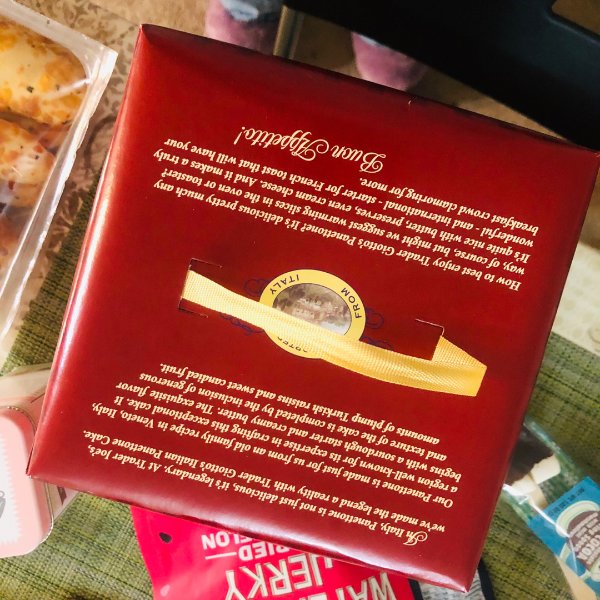 In Italy, Panettone is not just delicious, it's legendary. At Trader Joe's,
we've made the legend a reality with Trader Giotto's Italian Panettone Cake.
Our Panettone is made just for us from an old family recipe in Veneto, Italy,
a region well-known for its expertise in crafting this exceptional cake. It
begins with a sourdough starter and creamy butter. The exquisite flavor
and texture of the cake is completed by the inclusion of generous
amounts of plump Turkish raisins and sweet candied fruit.
FROM ITALY
How to best enjoy Trader Giotto's Panettone? It's delicious pretty much any
way, of course, but might we suggest warming slices in the oven or toaster?
It's quite nice with butter, preserves, even cream cheese. And it makes a truly
wonderful - and international - starter for French toast that will have your
breakfast crowd clamoring for more.
Buon Appetito!
JERKY